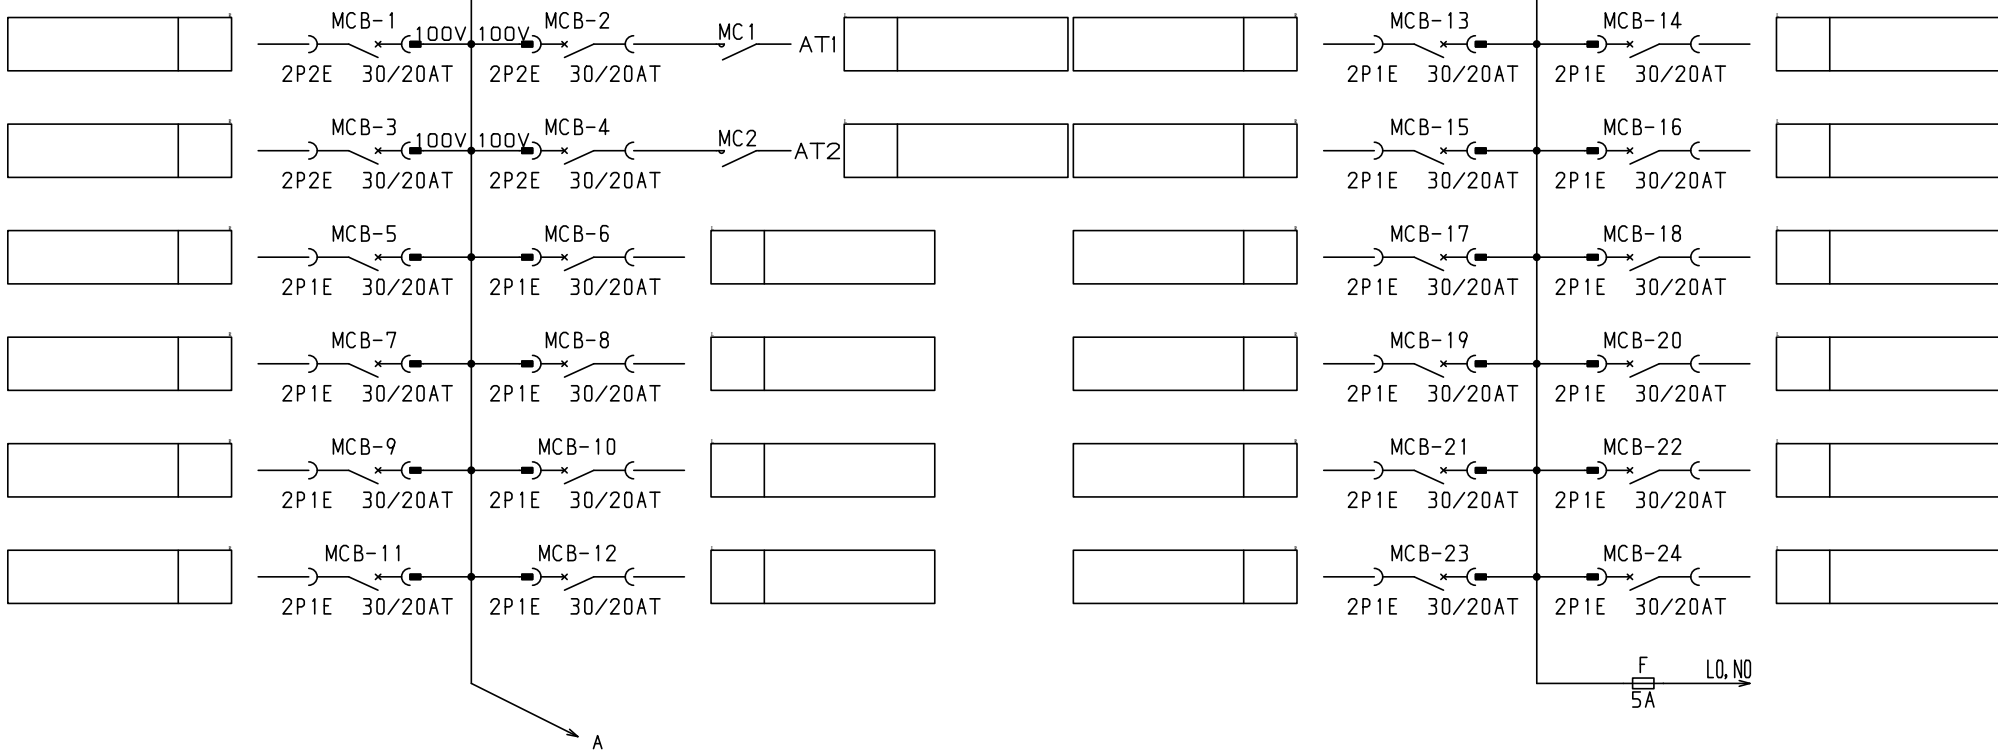 MCB-1 MCB-2 MCB-13 MCB-14
100V 100V MC1 AT1
2P2E 30/20AT 2P2E 30/20AT 2P1E 30/20AT 2P1E 30/20AT
MCB-3 MCB-4 MCB-15 MCB-16
100V 100V MC2 AT2
2P2E 30/20AT 2P2E 30/20AT 2P1E 30/20AT 2P1E 30/20AT
MCB-5 MCB-6 MCB-17 MCB-18
2P1E 30/20AT 2P1E 30/20AT 2P1E 30/20AT 2P1E 30/20AT
MCB-7 MCB-8 MCB-19 MCB-20
2P1E 30/20AT 2P1E 30/20AT 2P1E 30/20AT 2P1E 30/20AT
MCB-9 MCB-10 MCB-21 MCB-22
2P1E 30/20AT 2P1E 30/20AT 2P1E 30/20AT 2P1E 30/20AT
MCB-11 MCB-12 MCB-23 MCB-24
2P1E 30/20AT 2P1E 30/20AT 2P1E 30/20AT 2P1E 30/20AT
F L0,N0
5A
A